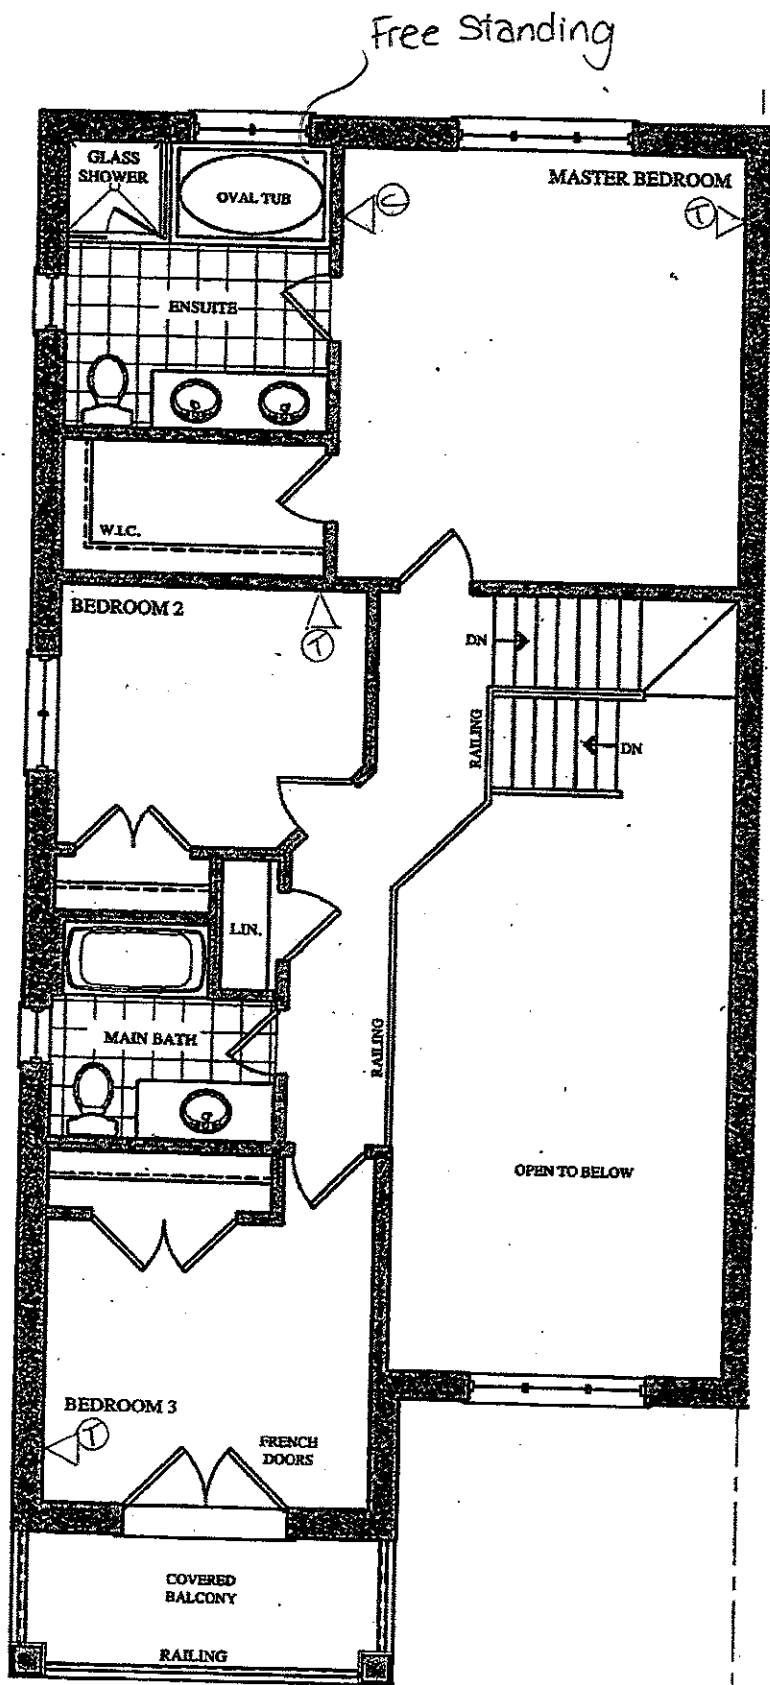 Free Standing
GLASS
SHOWER
OVAL TUB
MASTER BEDROOM
C
T
ENSUITE
W.I.C.
BEDROOM 2
T
DN
RAILING
DN
LIN.
MAIN BATH
RAILING
OPEN TO BELOW
BEDROOM 3
T
FRENCH
DOORS
COVERED
BALCONY
RAILING